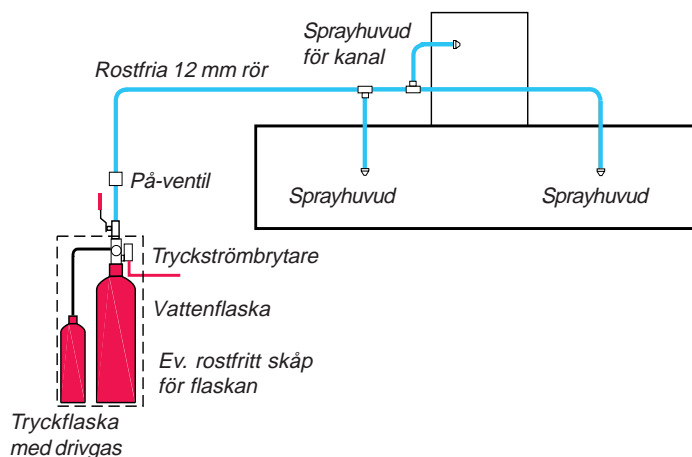 Sprayhuvud
för kanal
Rostfria 12 mm rör
På-ventil
Sprayhuvud
Sprayhuvud
Tryckströmbrytare
Vattenflaska
Ev. rostfritt skåp
för flaskan
Tryckflaska
med drivgas